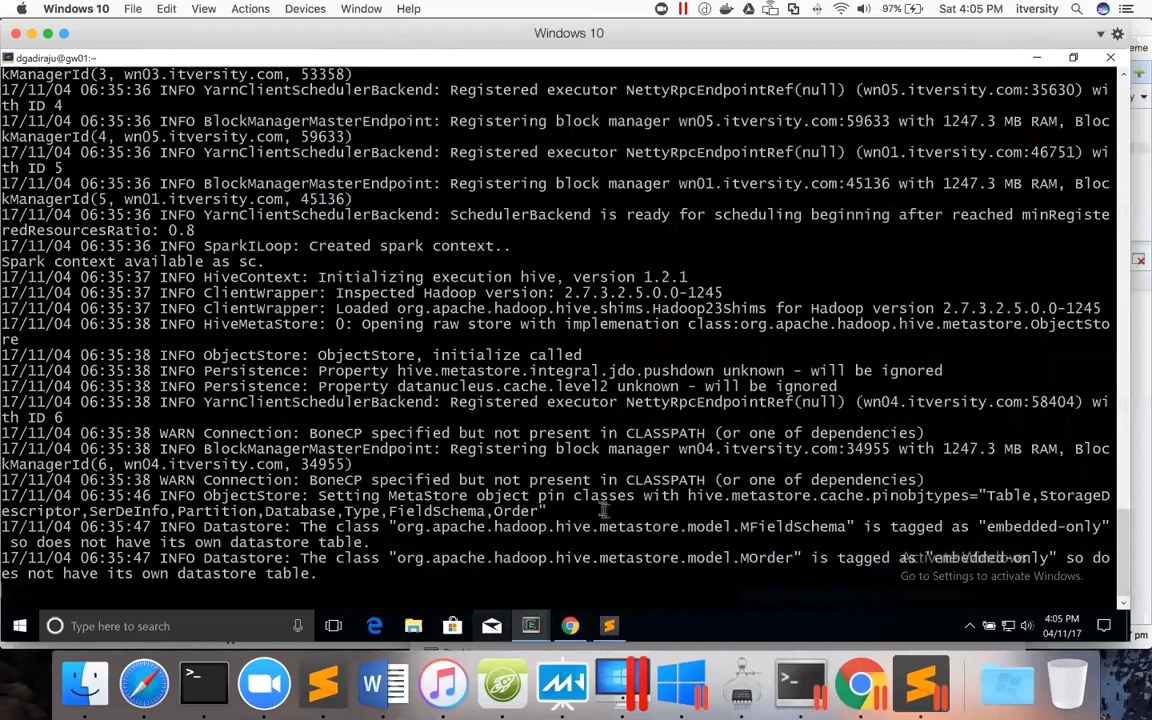 Windows 10 File Edit View Actions Devices Window Help 97% Sat 4:05 PM itversity
Windows 10
dgadiraju@gw01:~
eme
kManagerId(3, wn03.itversity.com, 53358)
17/11/04 06:35:36 INFO YarnClientSchedulerBackend: Registered executor NettyRpcEndpointRef(null) (wn05.itversity.com:35630) wi
th ID 4
17/11/04 06:35:36 INFO BlockManagerMasterEndpoint: Registering block manager wn05.itversity.com:59633 with 1247.3 MB RAM, Bloc
kManagerId(4, wn05.itversity.com, 59633)
17/11/04 06:35:36 INFO YarnClientSchedulerBackend: Registered executor NettyRpcEndpointRef(null) (wn01.itversity.com:46751) wi
th ID 5
17/11/04 06:35:36 INFO BlockManagerMasterEndpoint: Registering block manager wn01.itversity.com:45136 with 1247.3 MB RAM, Bloc
kManagerId(5, wn01.itversity.com, 45136)
17/11/04 06:35:36 INFO YarnClientSchedulerBackend: SchedulerBackend is ready for scheduling beginning after reached minRegiste
redResourcesRatio: 0.8
17/11/04 06:35:36 INFO SparkILoop: Created spark context..
Spark context available as sc.
17/11/04 06:35:37 INFO HiveContext: Initializing execution hive, version 1.2.1
17/11/04 06:35:37 INFO ClientWrapper: Inspected Hadoop version: 2.7.3.2.5.0.0-1245
17/11/04 06:35:37 INFO ClientWrapper: Loaded org.apache.hadoop.hive.shims.Hadoop23Shims for Hadoop version 2.7.3.2.5.0.0-1245
17/11/04 06:35:38 INFO HiveMetaStore: 0: Opening raw store with implemenation class:org.apache.hadoop.hive.metastore.ObjectSto
re
17/11/04 06:35:38 INFO ObjectStore: ObjectStore, initialize called
17/11/04 06:35:38 INFO Persistence: Property hive.metastore.integral.jdo.pushdown unknown - will be ignored
17/11/04 06:35:38 INFO Persistence: Property datanucleus.cache.level2 unknown - will be ignored
17/11/04 06:35:38 INFO YarnClientSchedulerBackend: Registered executor NettyRpcEndpointRef(null) (wn04.itversity.com:58404) wi
th ID 6
17/11/04 06:35:38 WARN Connection: BoneCP specified but not present in CLASSPATH (or one of dependencies)
17/11/04 06:35:38 INFO BlockManagerMasterEndpoint: Registering block manager wn04.itversity.com:34955 with 1247.3 MB RAM, Bloc
kManagerId(6, wn04.itversity.com, 34955)
17/11/04 06:35:38 WARN Connection: BoneCP specified but not present in CLASSPATH (or one of dependencies)
17/11/04 06:35:46 INFO ObjectStore: Setting MetaStore object pin classes with hive.metastore.cache.pinobjtypes="Table,StorageD
escriptor,SerDeInfo,Partition,Database,Type,FieldSchema,Order"
17/11/04 06:35:47 INFO Datastore: The class "org.apache.hadoop.hive.metastore.model.MFieldSchema" is tagged as "embedded-only"
so does not have its own datastore table.
17/11/04 06:35:47 INFO Datastore: The class "org.apache.hadoop.hive.metastore.model.MOrder" is tagged as "embedded-only" so do
es not have its own datastore table.
Activate Windows
Go to Settings to activate Windows.
Type here to search
4:05 PM
04/11/17
pm